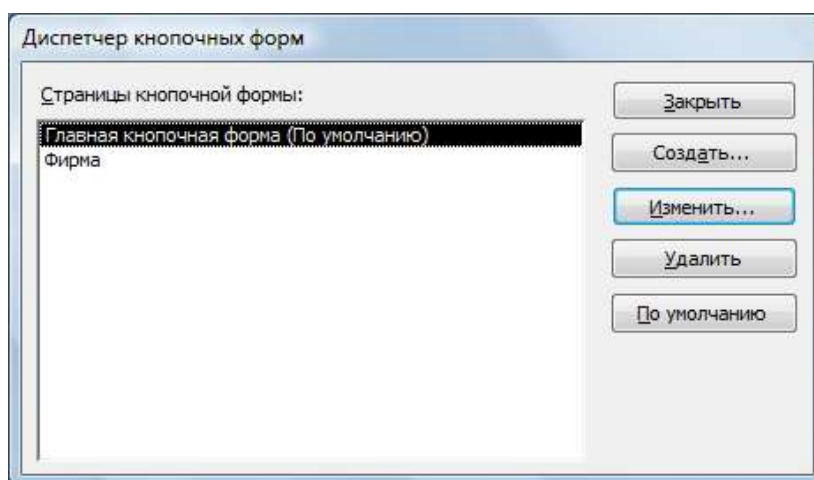 Диспетчер кнопочных форм
Страницы кнопочной формы:
Главная кнопочная форма (По умолчанию)
Фирма
Закрыть
Создать...
Изменить...
Удалить
По умолчанию